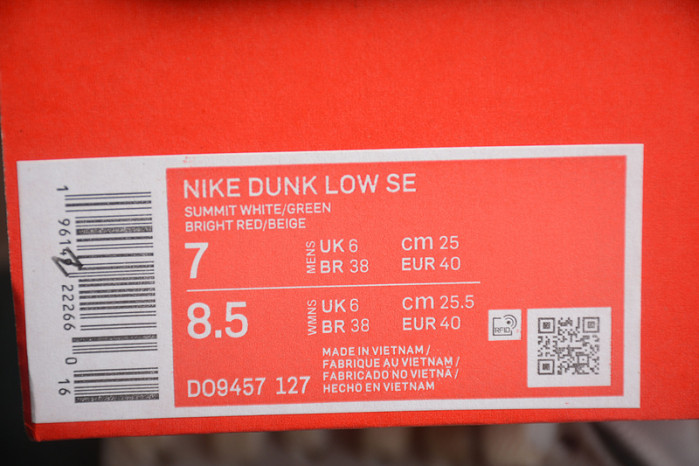 NIKE DUNK LOW SE
SUMMIT WHITE/GREEN
BRIGHT RED/BEIGE
7 MENS UK 6 cm 25
BR 38 EUR 40
8.5 WMNS UK 6 cm 25.5
BR 38 EUR 40
RFID
MADE IN VIETNAM /
FABRIQUE AU VIETNAM /
FABRICADO NO VIETNÃ /
HECHO EN VIETNAM
DO9457 127
1
22266
0
16